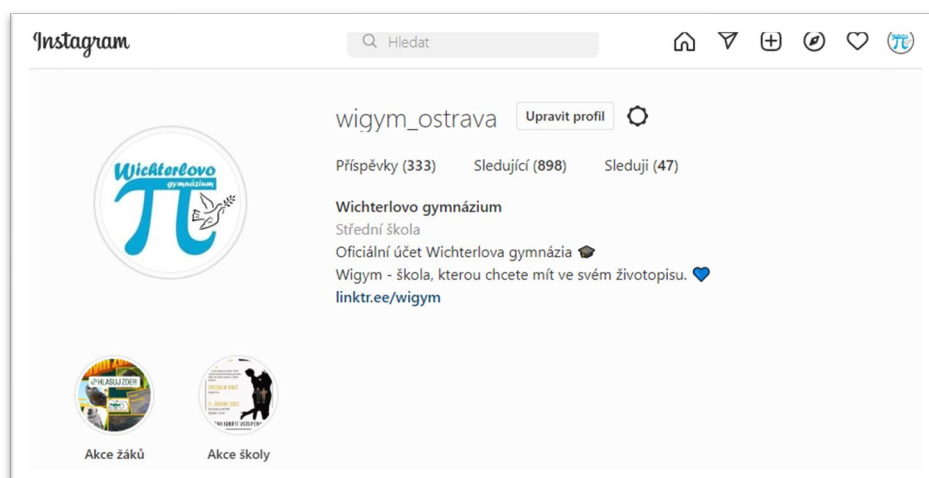 Instagram
Hledat
wigym_ostrava Upravit profil
Příspěvky (333) Sledující (898) Sleduji (47)
Wichterlovo
gymnázium
Wichterlovo gymnázium
Střední škola
Oficiální účet Wichterlova gymnázia 🎓
Wigym - škola, kterou chcete mít ve svém životopisu. 💙
linktr.ee/wigym
HLASUJ ZDE!!!
Akce žáků Akce školy